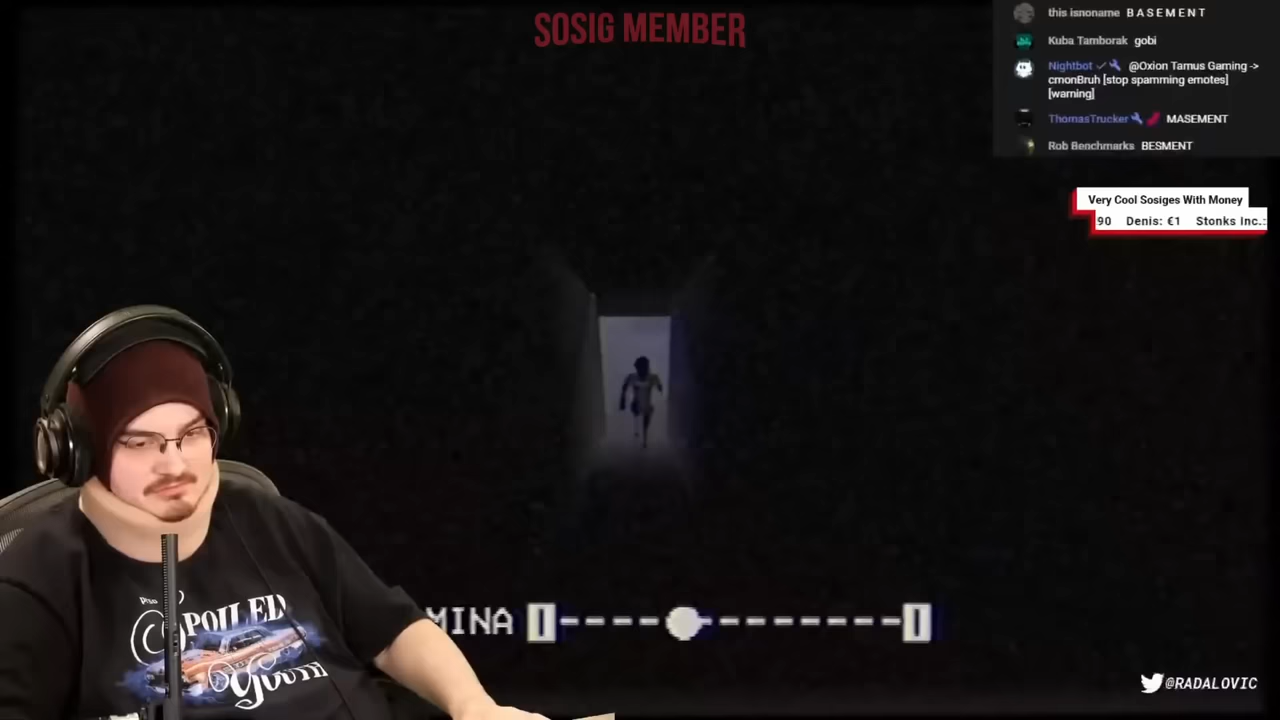 SOSIG MEMBER
this isnoname B A S E M E N T
Kuba Tamborak gobi
Nightbot @Oxion Tamus Gaming ->
cmonBruh [stop spamming emotes]
[warning]
ThomasTrucker MASEMENT
Rob Benchmarks BESMENT
Very Cool Sosiges With Money
90 Denis: €1 Stonks Inc.:
SPOILED
Youth
MINA
@RADALOVIC